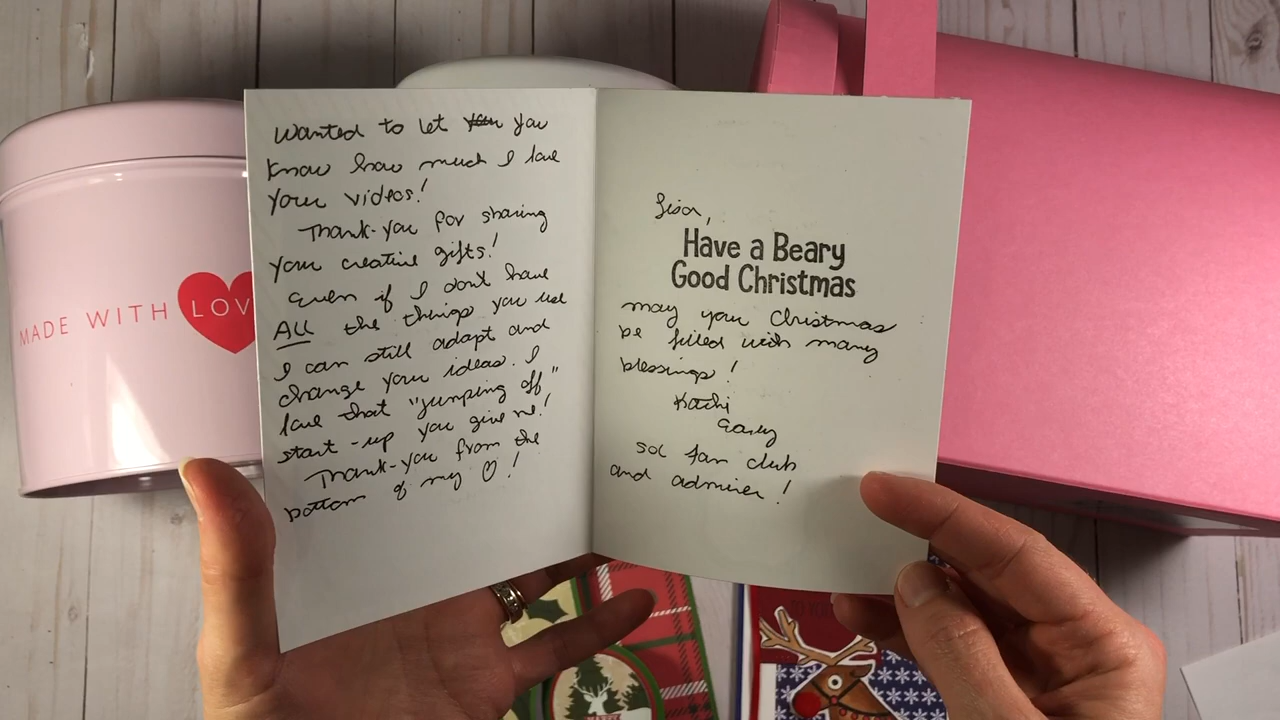 MADE WITH LOV
Wanted to let you you
know how much I love
your videos!
Thank-you for sharing
your creative gifts!
even if I don't have
ALL the things you use
I can still adapt and
change your ideas. I
love that "jumping off"
start-up you give me!
Thank-you from the
bottom of my ♡!
Lisa,
Have a Beary
Good Christmas
may your Christmas
be filled with many
blessings!
Kathi
sol fan club
and admirer!